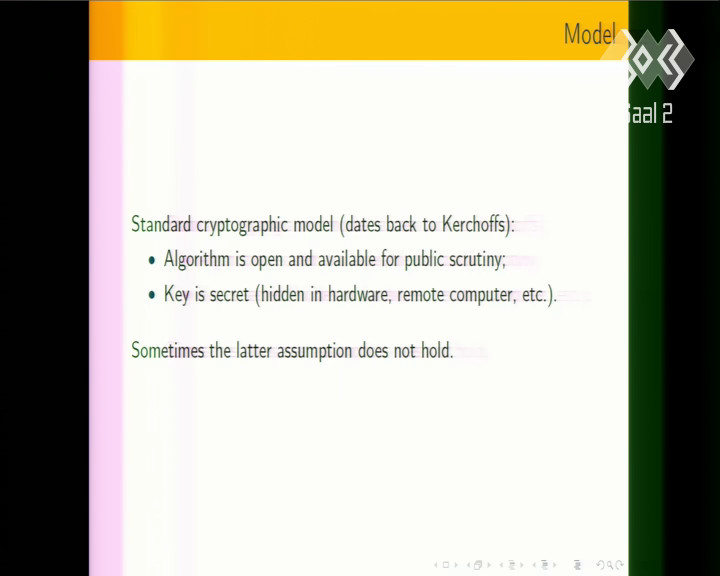 Model
Saal 2
Standard cryptographic model (dates back to Kerchoffs):
• Algorithm is open and available for public scrutiny;
• Key is secret (hidden in hardware, remote computer, etc.).
Sometimes the latter assumption does not hold.